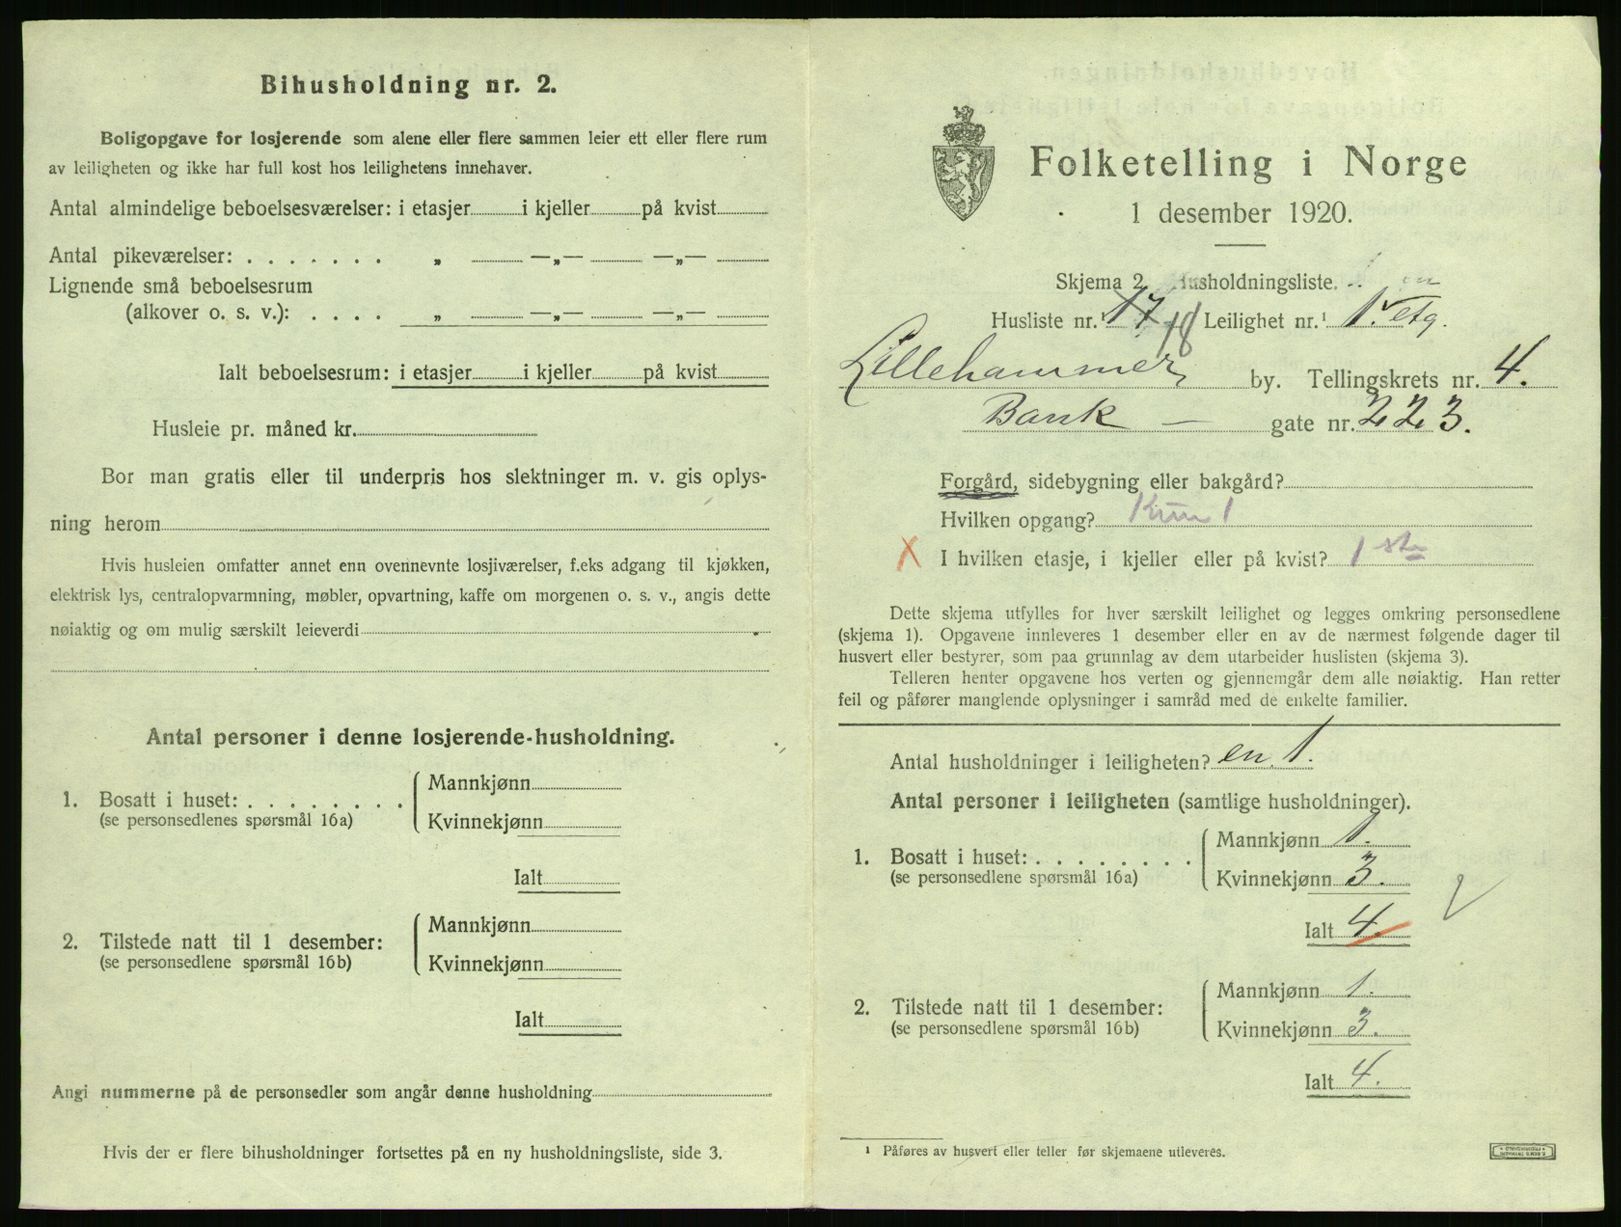 Bihusholdning nr. 2.
Boligopgave for losjerende som alene eller flere sammen leier ett eller flere rum
av leiligheten og ikke har full kost hos leilighetens innehaver.
Antal almindelige beboelsesværelser: i etasjer i kjeller på kvist
Antal pikeværelser: . . . . . . . „ —„— —„—
Lignende små beboelsesrum
(alkover o. s. v.): . . . . „ —„— —„—
Ialt beboelsesrum: i etasjer i kjeller på kvist
Husleie pr. måned kr.
Bor man gratis eller til underpris hos slektninger m. v. gis oplys-
ning herom
Hvis husleien omfatter annet enn ovennevnte losjiværelser, f.eks adgang til kjøkken,
elektrisk lys, centralopvarmning, møbler, opvartning, kaffe om morgenen o. s. v., angis dette
nøiaktig og om mulig særskilt leieverdi
Antal personer i denne losjerende-husholdning.
1. Bosatt i huset: . . . . . . . .
(se personsedlenes spørsmål 16a)
Mannkjønn
Kvinnekjønn
Ialt
2. Tilstede natt til 1 desember:
(se personsedlene spørsmål 16b)
Mannkjønn
Kvinnekjønn
Ialt
Angi nummerne på de personsedler som angår denne husholdning
Hvis der er flere bihusholdninger fortsettes på en ny husholdningsliste, side 3.
Folketelling i Norge
1 desember 1920.
Skjema 2. Husholdningsliste.
Husliste nr.¹ 17 18 Leilighet nr.¹ 1 etg.
Lillehammer by. Tellingskrets nr. 4.
Bank — gate nr. 223.
Forgård, sidebygning eller bakgård?
Hvilken opgang? Kun 1
X I hvilken etasje, i kjeller eller på kvist? 1 ste
Dette skjema utfylles for hver særskilt leilighet og legges omkring personsedlene
(skjema 1). Opgavene innleveres 1 desember eller en av de nærmest følgende dager til
husvert eller bestyrer, som paa grunnlag av dem utarbeider huslisten (skjema 3).
Telleren henter opgavene hos verten og gjennemgår dem alle nøiaktig. Han retter
feil og påfører manglende oplysninger i samråd med de enkelte familier.
Antal husholdninger i leiligheten? en 1.
Antal personer i leiligheten (samtlige husholdninger).
1. Bosatt i huset: . . . . . . . .
(se personsedlene spørsmål 16a)
Mannkjønn 1.
Kvinnekjønn 3.
Ialt 4.
2. Tilstede natt til 1 desember:
(se personsedlene spørsmål 16b)
Mannkjønn 1.
Kvinnekjønn 3.
Ialt 4.
¹ Påføres av husvert eller teller før skjemaene utleveres.